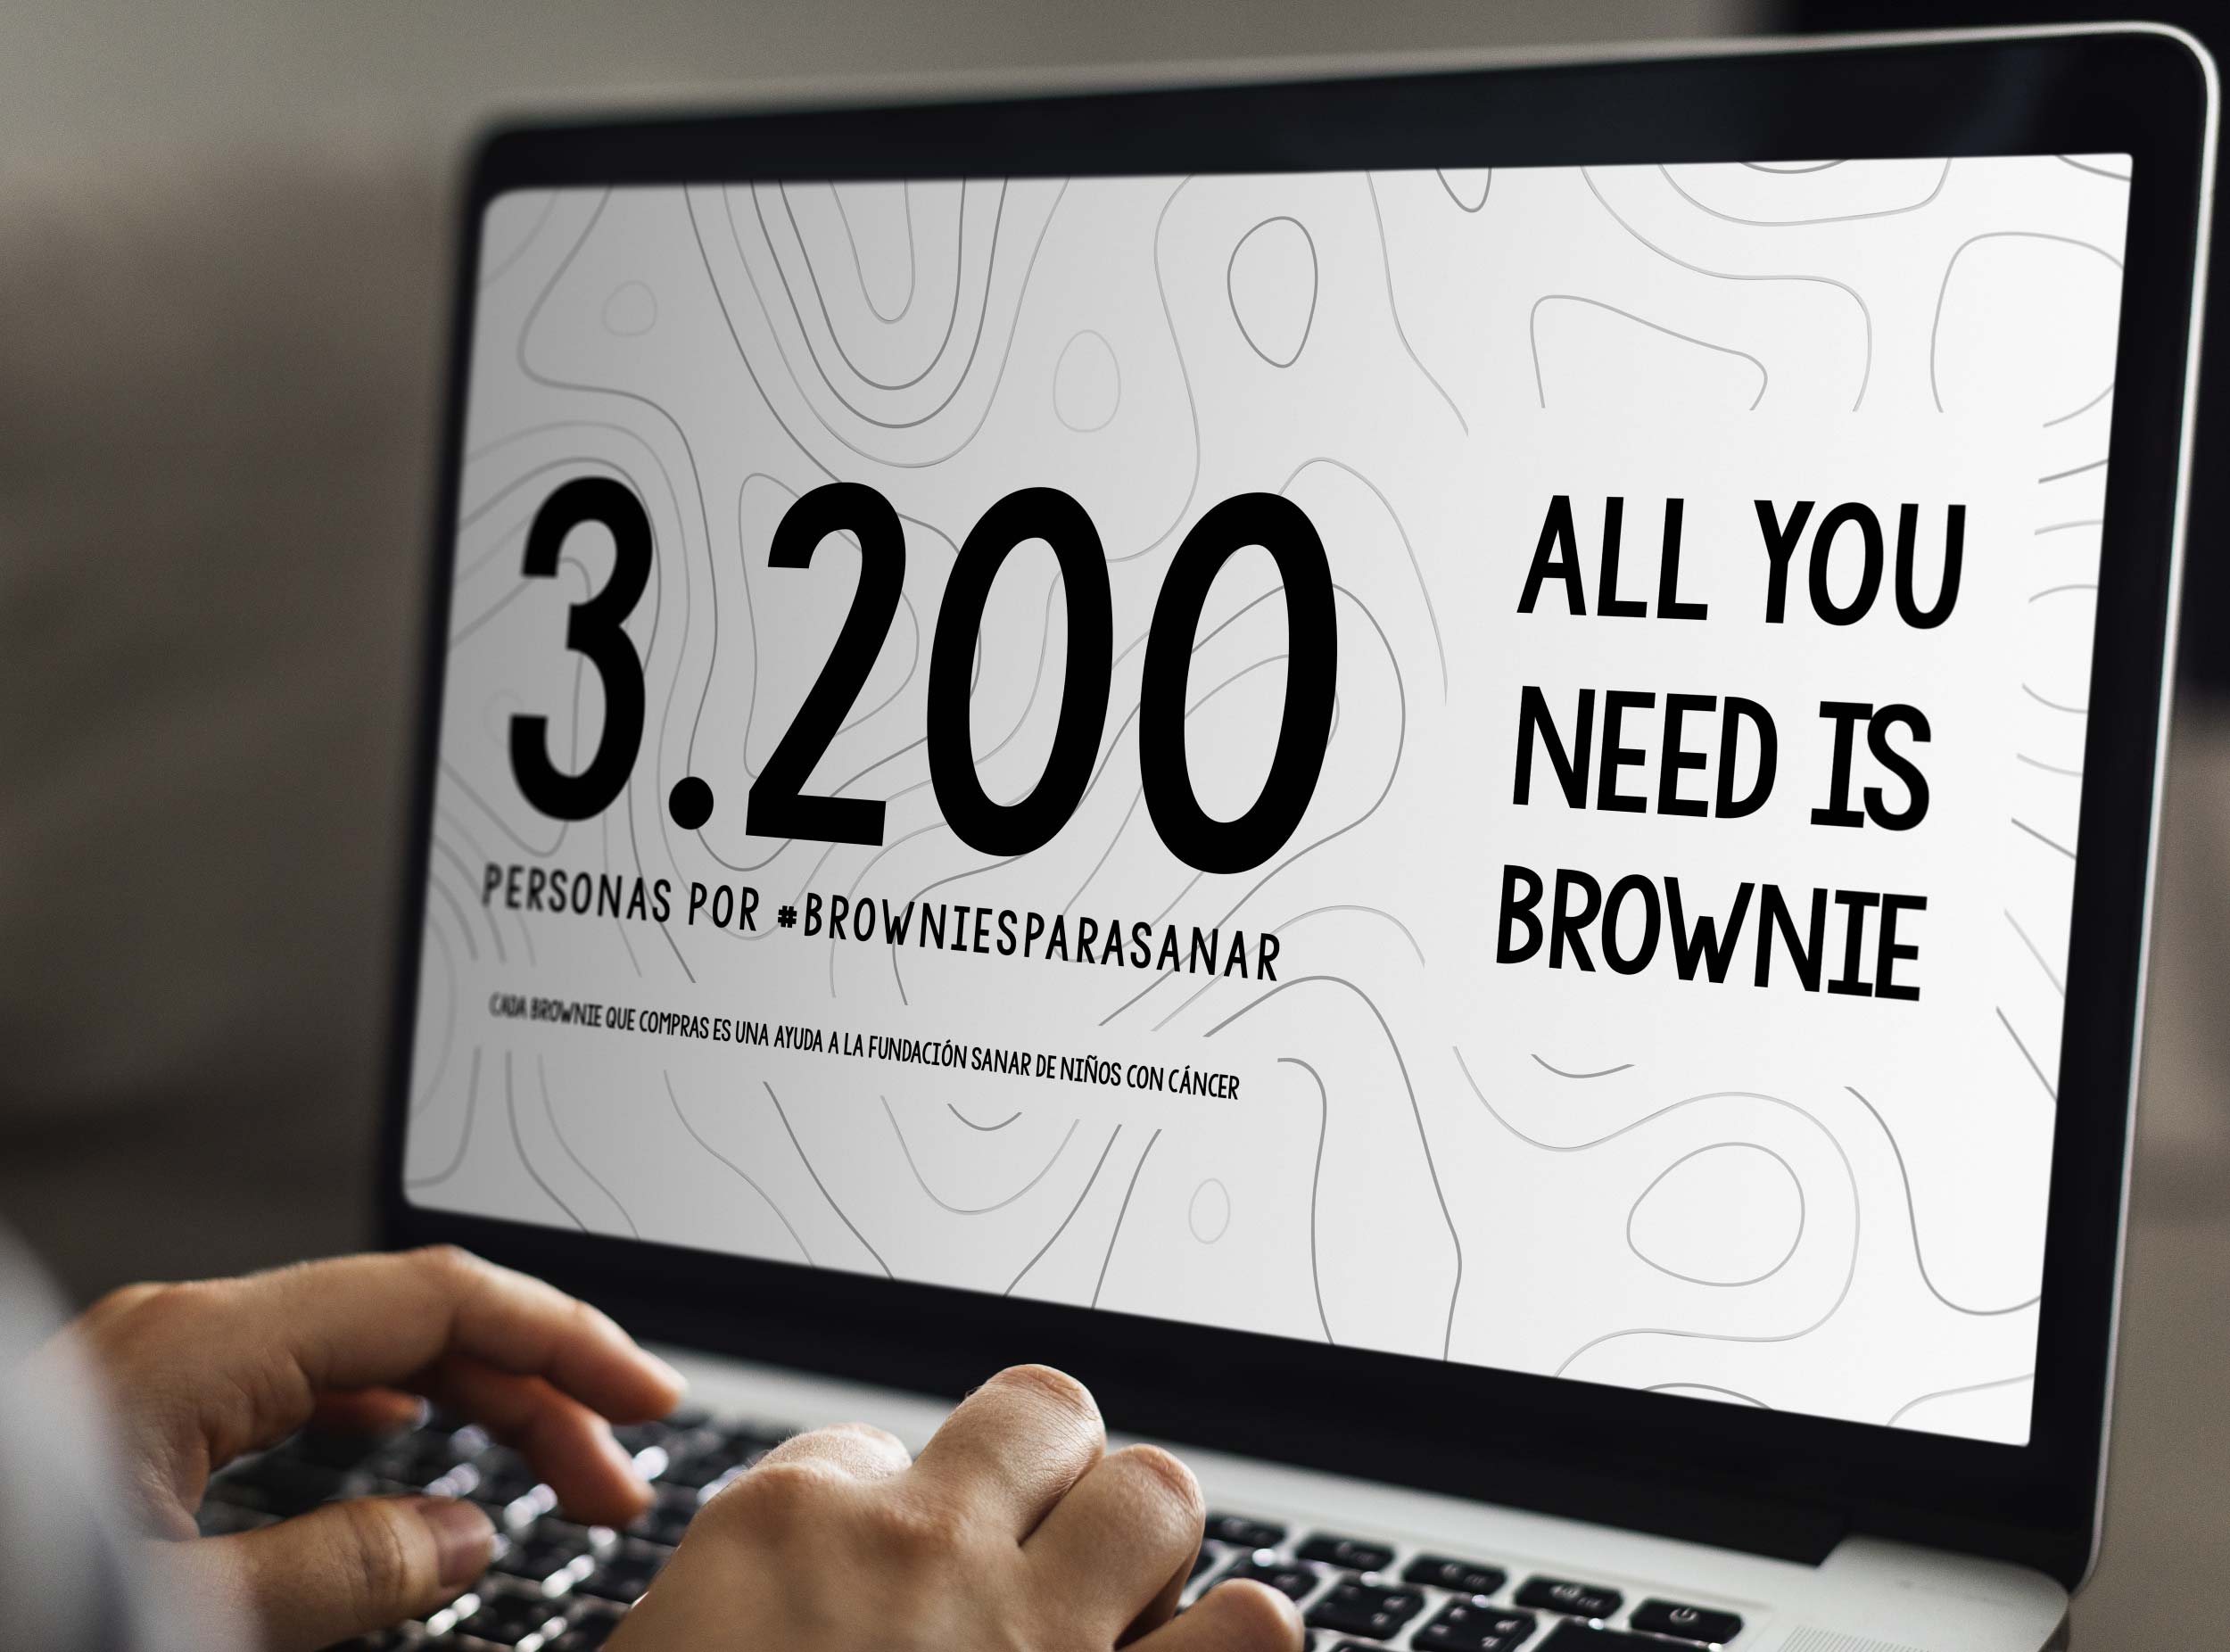 3.200
PERSONAS POR #BROWNIESPARASANAR
CADA BROWNIE QUE COMPRAS ES UNA AYUDA A LA FUNDACIÓN SANAR DE NIÑOS CON CÁNCER
ALL YOU
NEED IS
BROWNIE